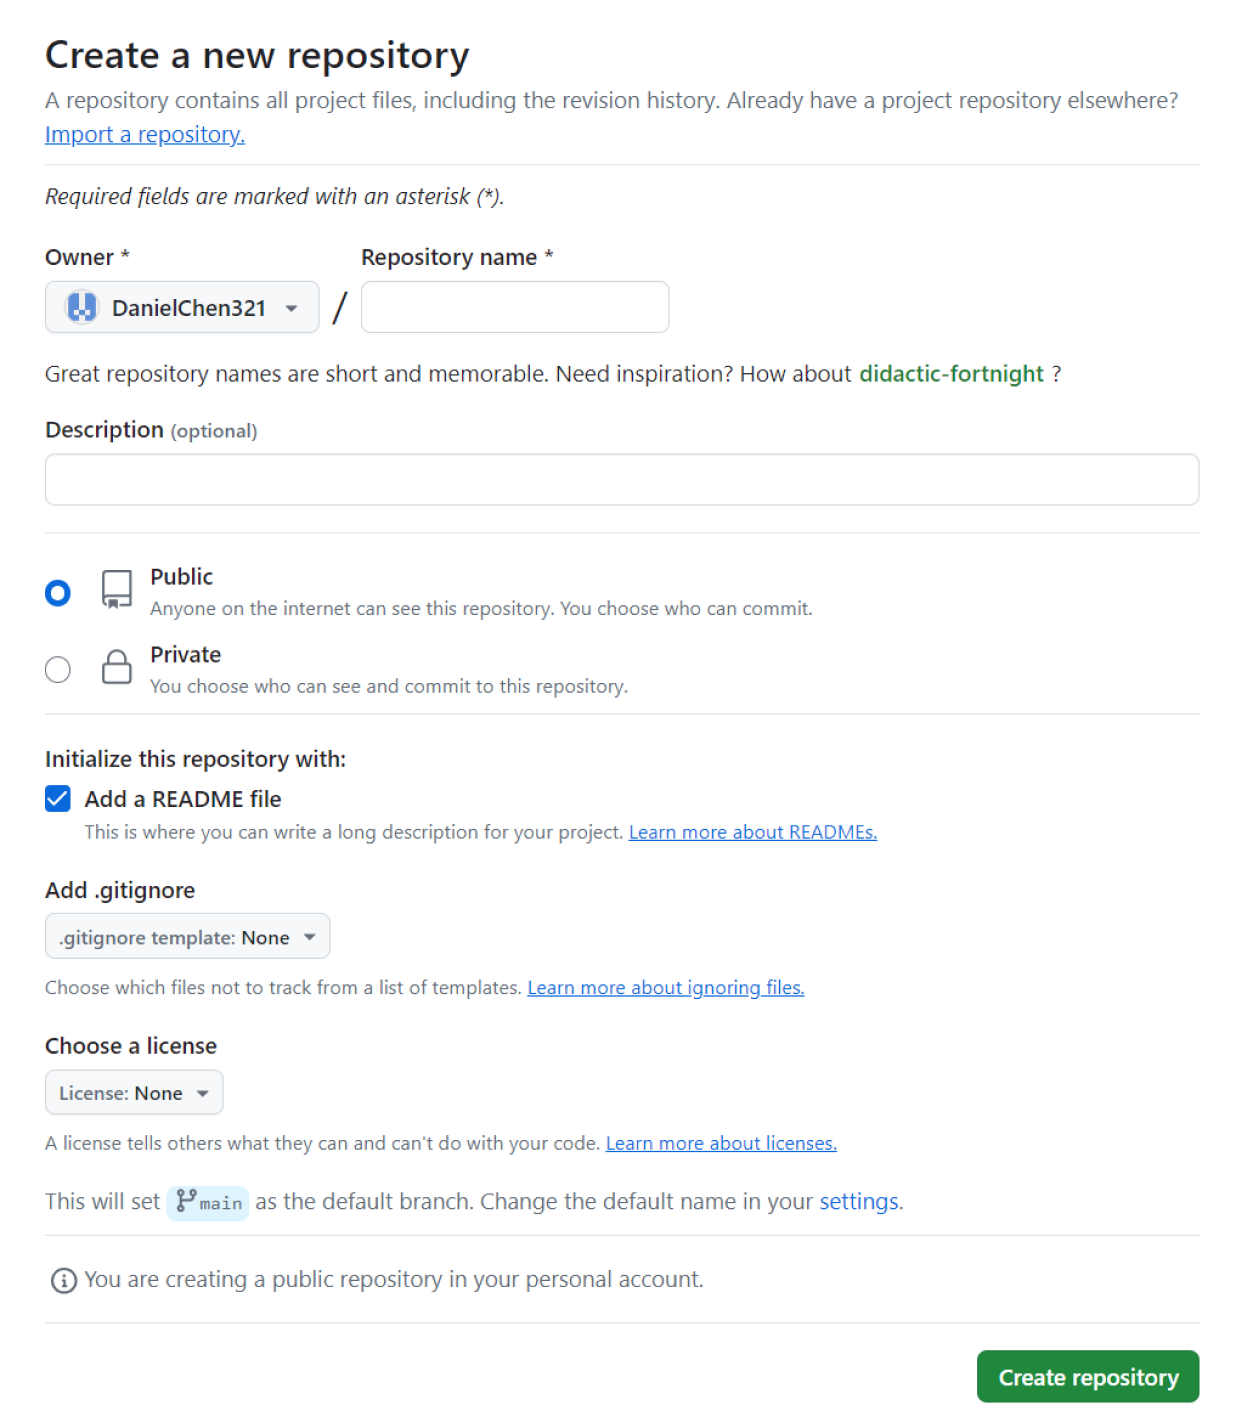 Create a new repository
A repository contains all project files, including the revision history. Already have a project repository elsewhere?
Import a repository.
Required fields are marked with an asterisk (*).
Owner * Repository name *
DanielChen321 /
Great repository names are short and memorable. Need inspiration? How about didactic-fortnight ?
Description (optional)
Public
Anyone on the internet can see this repository. You choose who can commit.
Private
You choose who can see and commit to this repository.
Initialize this repository with:
Add a README file
This is where you can write a long description for your project. Learn more about READMEs.
Add .gitignore
.gitignore template: None
Choose which files not to track from a list of templates. Learn more about ignoring files.
Choose a license
License: None
A license tells others what they can and can't do with your code. Learn more about licenses.
This will set main as the default branch. Change the default name in your settings.
You are creating a public repository in your personal account.
Create repository